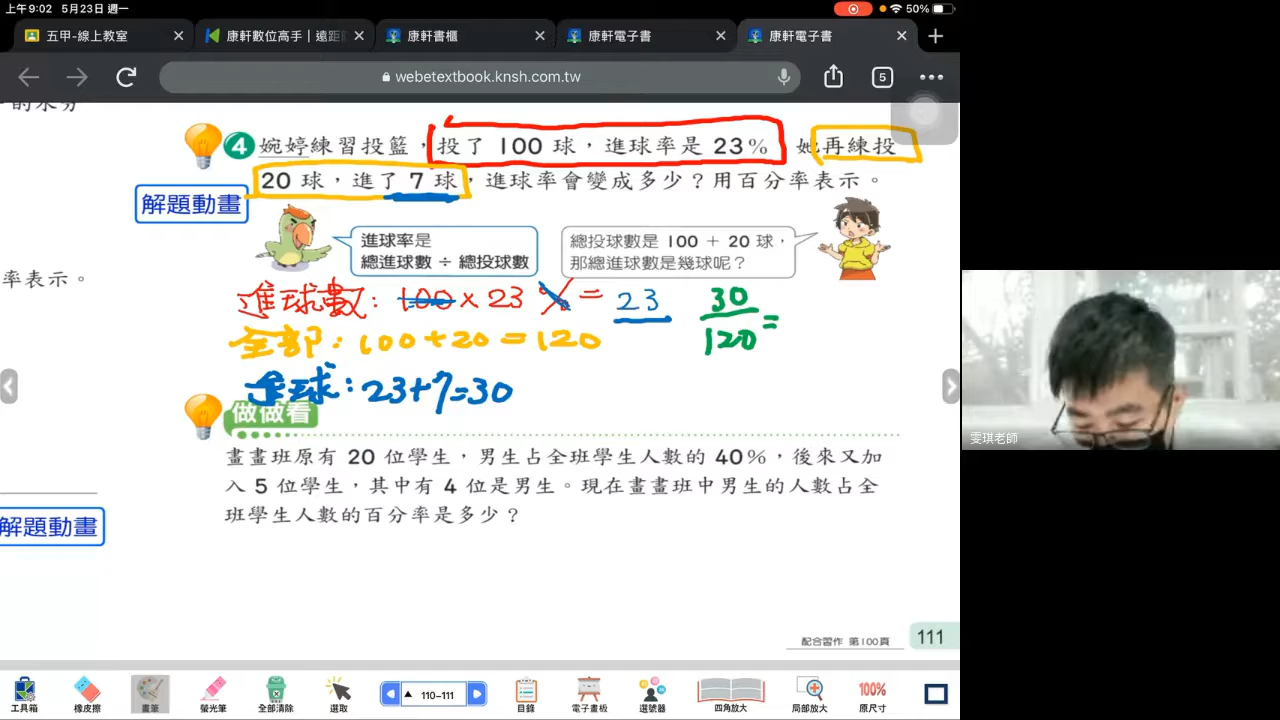 上午9:02 5月23日 週一
50%
五甲-線上教室
康軒數位高手｜遠距
康軒書櫃
康軒電子書
康軒電子書
webetextbook.knsh.com.tw
5
率表示。
解題動畫
4 婉婷練習投籃，投了 100 球，進球率是 23% 她再練投
20 球，進了 7 球，進球率會變成多少？用百分率表示。
解題動畫
進球率是
總進球數 ÷ 總投球數
總投球數是 100 + 20 球，
那總進球數是幾球呢？
進球數：100 × 23 % = 23
30
120 =
全部：100+20=120
進球：23+7=30
做做看
畫畫班原有 20 位學生，男生占全班學生人數的 40%，後來又加
入 5 位學生，其中有 4 位是男生。現在畫畫班中男生的人數占全
班學生人數的百分率是多少？
配合習作 第100頁
111
雯琪老師
工具箱
橡皮擦
畫筆
螢光筆
全部清除
選取
110-111
目錄
電子畫板
選號器
四角放大
局部放大
100%
原尺寸